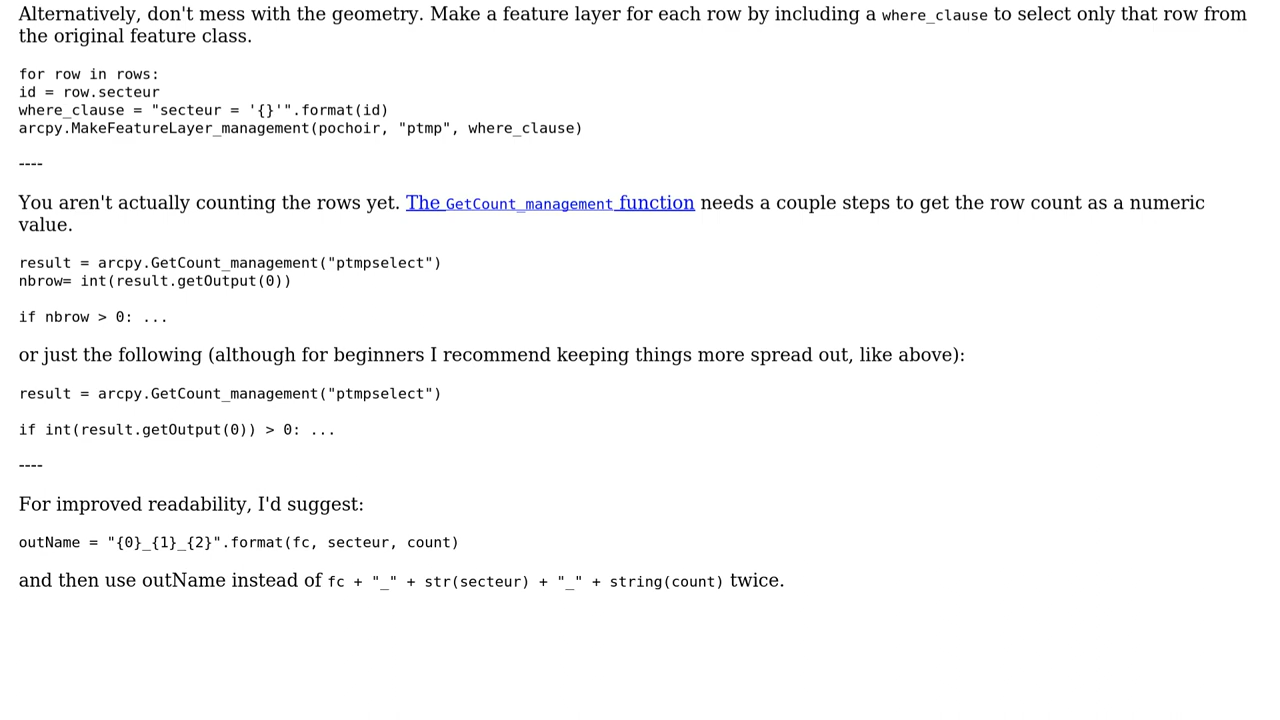 Alternatively, don't mess with the geometry. Make a feature layer for each row by including a where_clause to select only that row from
the original feature class.
for row in rows:
id = row.secteur
where_clause = "secteur = '{}'".format(id)
arcpy.MakeFeatureLayer_management(pochoir, "ptmp", where_clause)
----
You aren't actually counting the rows yet. The GetCount_management function needs a couple steps to get the row count as a numeric
value.
result = arcpy.GetCount_management("ptmpselect")
nbrow= int(result.getOutput(0))
if nbrow > 0: ...
or just the following (although for beginners I recommend keeping things more spread out, like above):
result = arcpy.GetCount_management("ptmpselect")
if int(result.getOutput(0)) > 0: ...
----
For improved readability, I'd suggest:
outName = "{0}_{1}_{2}".format(fc, secteur, count)
and then use outName instead of fc + "_" + str(secteur) + "_" + string(count) twice.